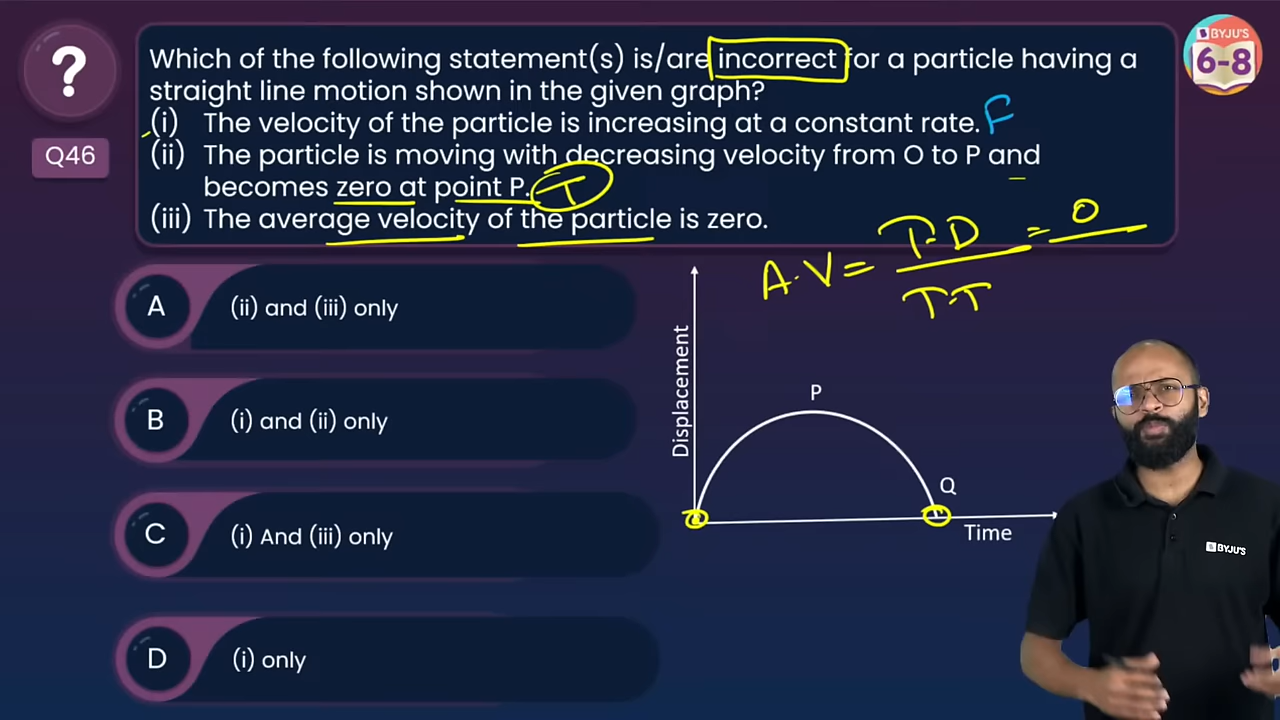 ?
Q46
Which of the following statement(s) is/are incorrect for a particle having a
straight line motion shown in the given graph?
(i) The velocity of the particle is increasing at a constant rate. F
(ii) The particle is moving with decreasing velocity from O to P and
becomes zero at point P. T
(iii) The average velocity of the particle is zero.
BYJU'S
6-8
A.V = T.D = 0
T.T
A (ii) and (iii) only
B (i) and (ii) only
C (i) And (iii) only
D (i) only
Displacement
P
Q
Time
BYJU'S